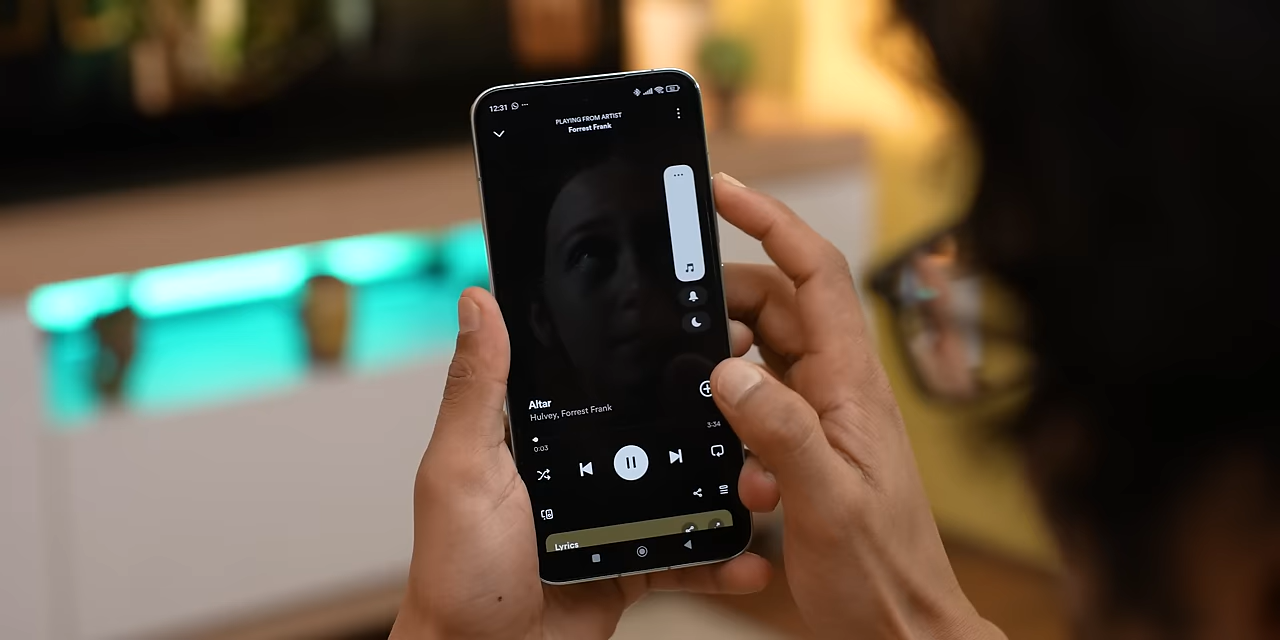 12:31
PLAYING FROM ARTIST
Forrest Frank
Altar
Hulvey, Forrest Frank
0:03
3:34
Lyrics